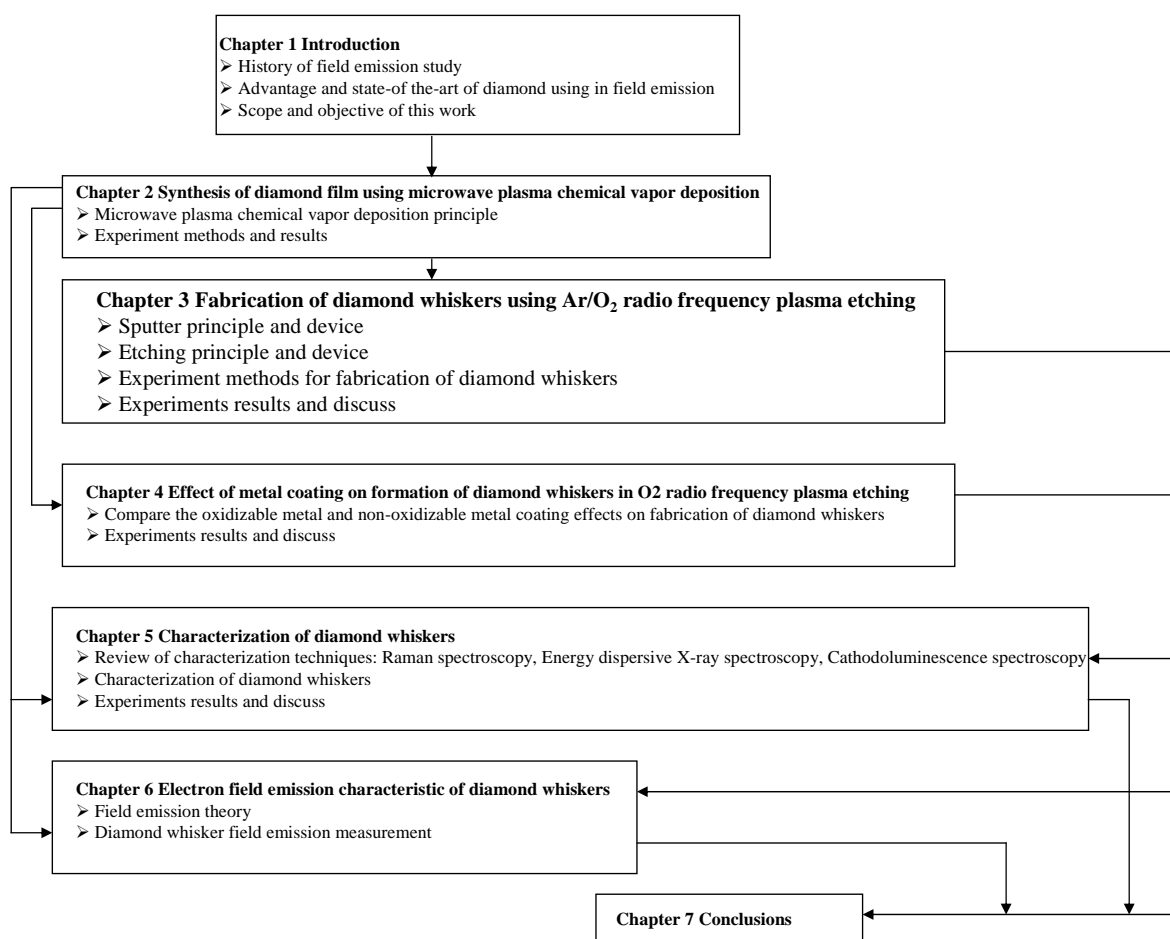 Chapter 1 Introduction
➢ History of field emission study
➢ Advantage and state-of the-art of diamond using in field emission
➢ Scope and objective of this work
Chapter 2 Synthesis of diamond film using microwave plasma chemical vapor deposition
➢ Microwave plasma chemical vapor deposition principle
➢ Experiment methods and results
Chapter 3 Fabrication of diamond whiskers using Ar/O₂ radio frequency plasma etching
➢ Sputter principle and device
➢ Etching principle and device
➢ Experiment methods for fabrication of diamond whiskers
➢ Experiments results and discuss
Chapter 4 Effect of metal coating on formation of diamond whiskers in O2 radio frequency plasma etching
➢ Compare the oxidizable metal and non-oxidizable metal coating effects on fabrication of diamond whiskers
➢ Experiments results and discuss
Chapter 5 Characterization of diamond whiskers
➢ Review of characterization techniques: Raman spectroscopy, Energy dispersive X-ray spectroscopy, Cathodoluminescence spectroscopy
➢ Characterization of diamond whiskers
➢ Experiments results and discuss
Chapter 6 Electron field emission characteristic of diamond whiskers
➢ Field emission theory
➢ Diamond whisker field emission measurement
Chapter 7 Conclusions